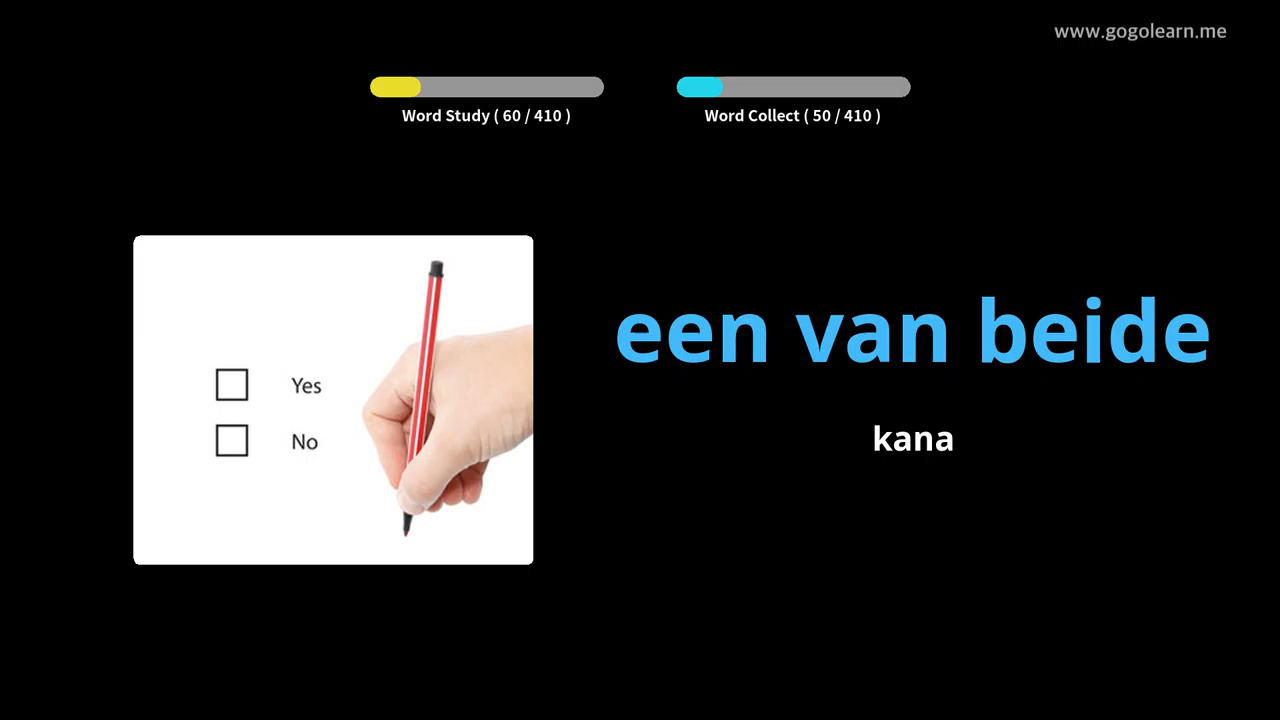 www.gogolearn.me
Word Study ( 60 / 410 )
Word Collect ( 50 / 410 )
een van beide
kana
Yes
No